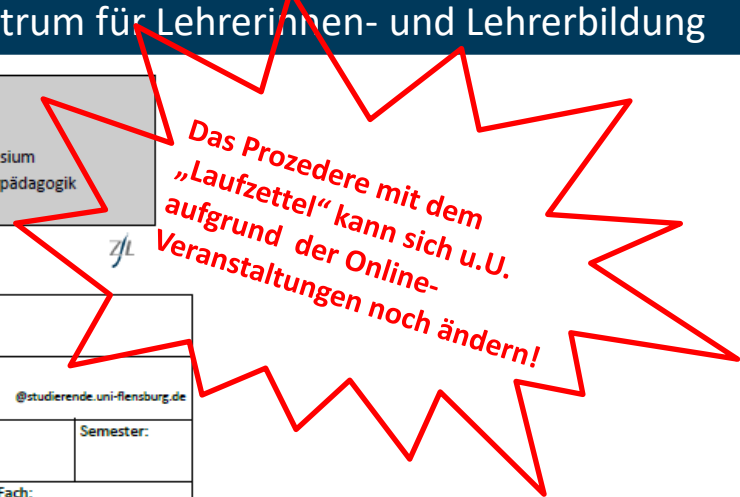 trum für Lehrerinnen- und Lehrerbildung
sium
pädagogik
ZfL
Das Prozedere mit dem
„Laufzettel“ kann sich u.U.
aufgrund der Online-
Veranstaltungen noch ändern!
@studierende.uni-flensburg.de
Semester:
Fach: